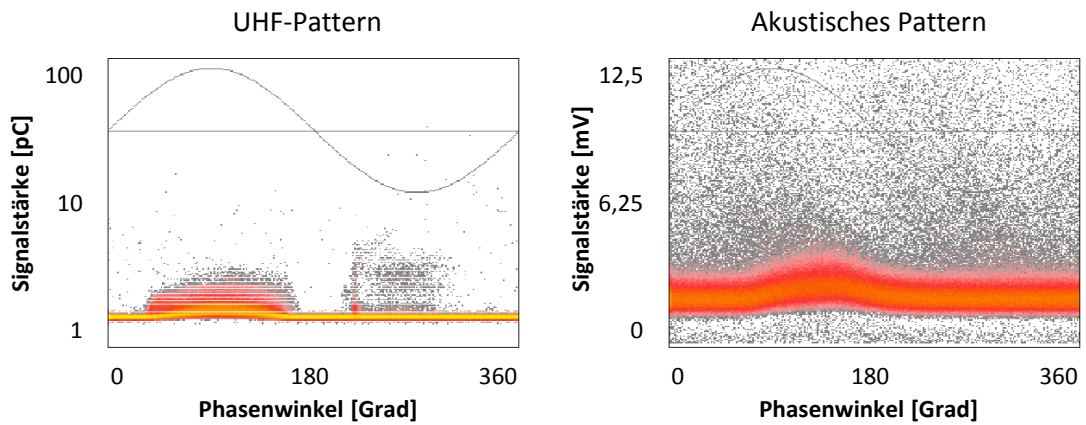 UHF-Pattern
Signalstärke [pC]
100
10
1
0 180 360
Phasenwinkel [Grad]
Akustisches Pattern
Signalstärke [mV]
12,5
6,25
0
0 180 360
Phasenwinkel [Grad]